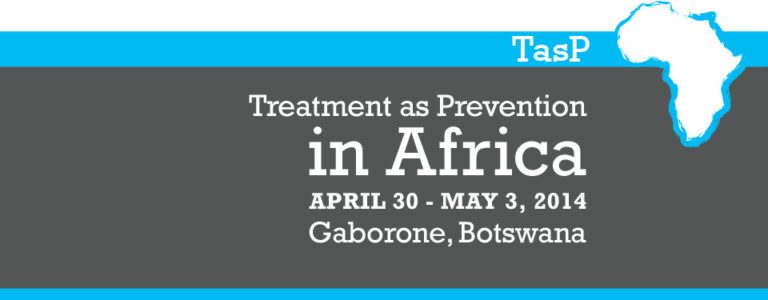 TasP
Treatment as Prevention
in Africa
APRIL 30 - MAY 3, 2014
Gaborone, Botswana